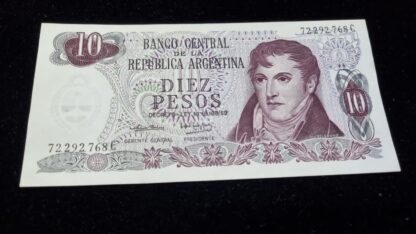 10
BANCO CENTRAL
DE LA
REPUBLICA ARGENTINA
72292768C
DIEZ
PESOS
10
GERENTE GENERAL PRESIDENTE
72292768C